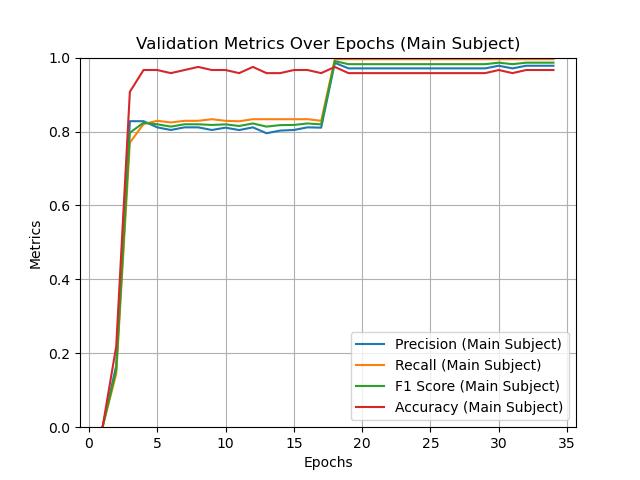 Validation Metrics Over Epochs (Main Subject)
1.0
0.8
0.6
0.4
0.2
0.0
Metrics
Precision (Main Subject)
Recall (Main Subject)
F1 Score (Main Subject)
Accuracy (Main Subject)
0 5 10 15 20 25 30 35
Epochs